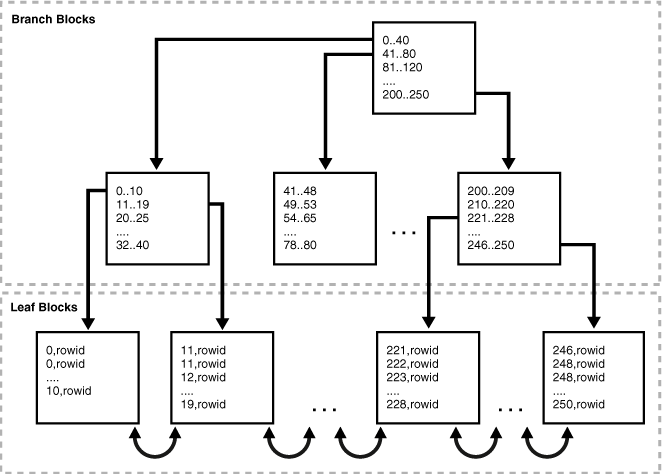 Branch Blocks
0..40
41..80
81..120
....
200..250
0..10
11..19
20..25
....
32..40
41..48
49..53
54..65
....
78..80
...
200..209
210..220
221..228
....
246..250
Leaf Blocks
0,rowid
0,rowid
....
10,rowid
11,rowid
11,rowid
12,rowid
....
19,rowid
...
221,rowid
222,rowid
223,rowid
....
228,rowid
...
246,rowid
248,rowid
248,rowid
....
250,rowid